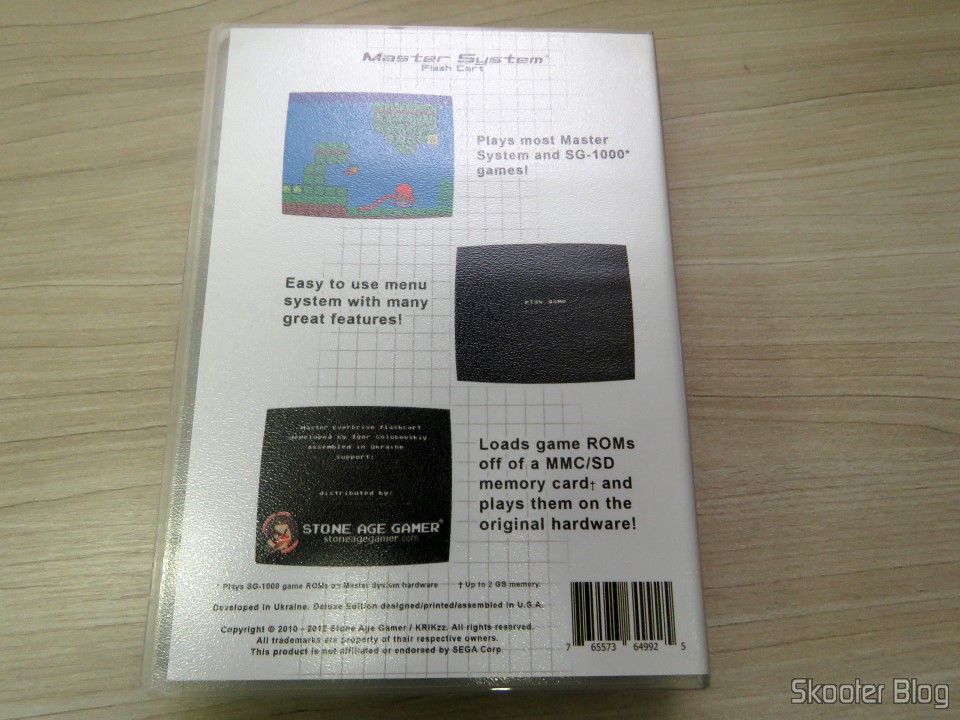 Master System
Flash Cart
Plays most Master
System and SG-1000*
games!
Easy to use menu
system with many
great features!
play game
Master EverDrive flashcart
developed by Igor Golubovskiy
assembled in Ukraine
support:
distributed by:
STONE AGE GAMER®
stoneagegamer.com
Loads game ROMs
off of a MMC/SD
memory card† and
plays them on the
original hardware!
* Plays SG-1000 game ROMs on Master System hardware † Up to 2 GB memory.
Developed in Ukraine. Deluxe Edition designed/printed/assembled in U.S.A.
Copyright © 2010 - 2012 Stone Age Gamer / KRIKzz. All rights reserved.
All trademarks are property of their respective owners.
This product is not affiliated or endorsed by SEGA Corp.
7 65573 64992 5
Skooter Blog